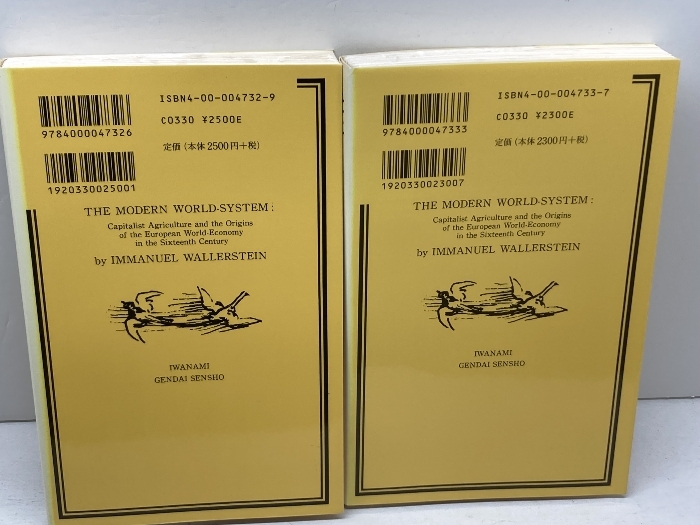 ISBN4-00-004732-9
C0330 ¥2500E
9784000047326
定価(本体2500円+税)
1920330025001
THE MODERN WORLD-SYSTEM:
Capitalist Agriculture and the Origins
of the European World-Economy
in the Sixteenth Century
by IMMANUEL WALLERSTEIN
IWANAMI
GENDAI SENSHO
ISBN4-00-004733-7
C0330 ¥2300E
9784000047333
定価(本体2300円+税)
1920330023007
THE MODERN WORLD-SYSTEM:
Capitalist Agriculture and the Origins
of the European World-Economy
in the Sixteenth Century
by IMMANUEL WALLERSTEIN
IWANAMI
GENDAI SENSHO